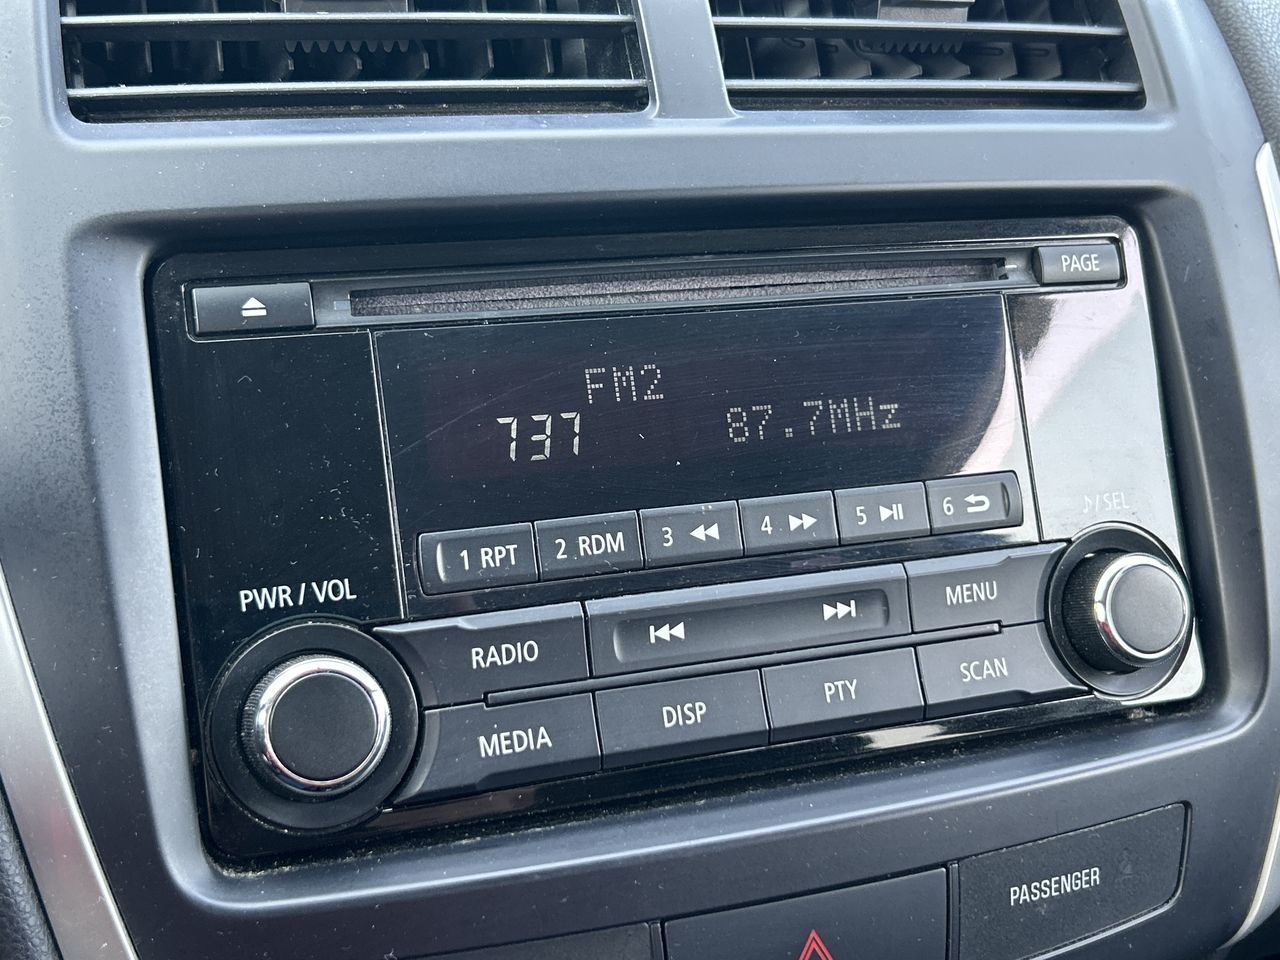 PAGE
FM2
737 87.7MHz
♪/SEL
1 RPT 2 RDM 3 4 5 6
PWR / VOL
MENU
RADIO
SCAN
PTY
DISP
MEDIA
PASSENGER